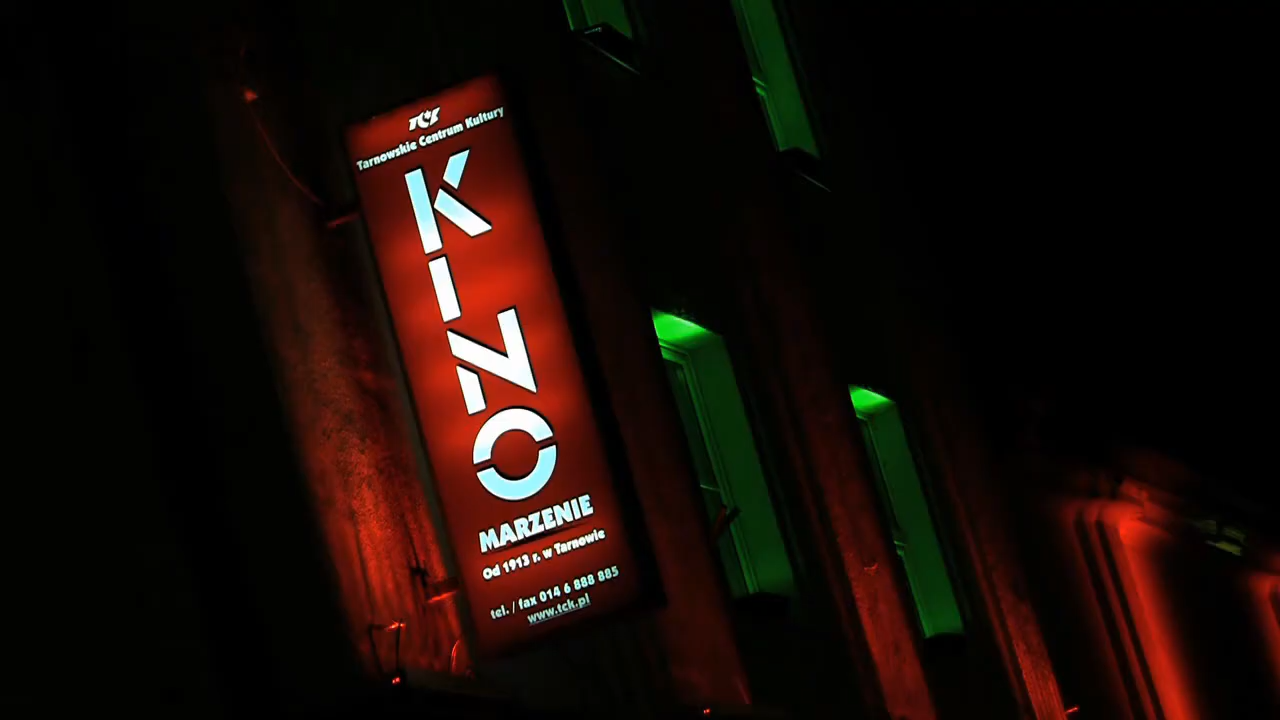 TCK
Tarnowskie Centrum Kultury
KINO
MARZENIE
Od 1913 r. w Tarnowie
tel. / fax 014 6 888 885
www.tck.pl